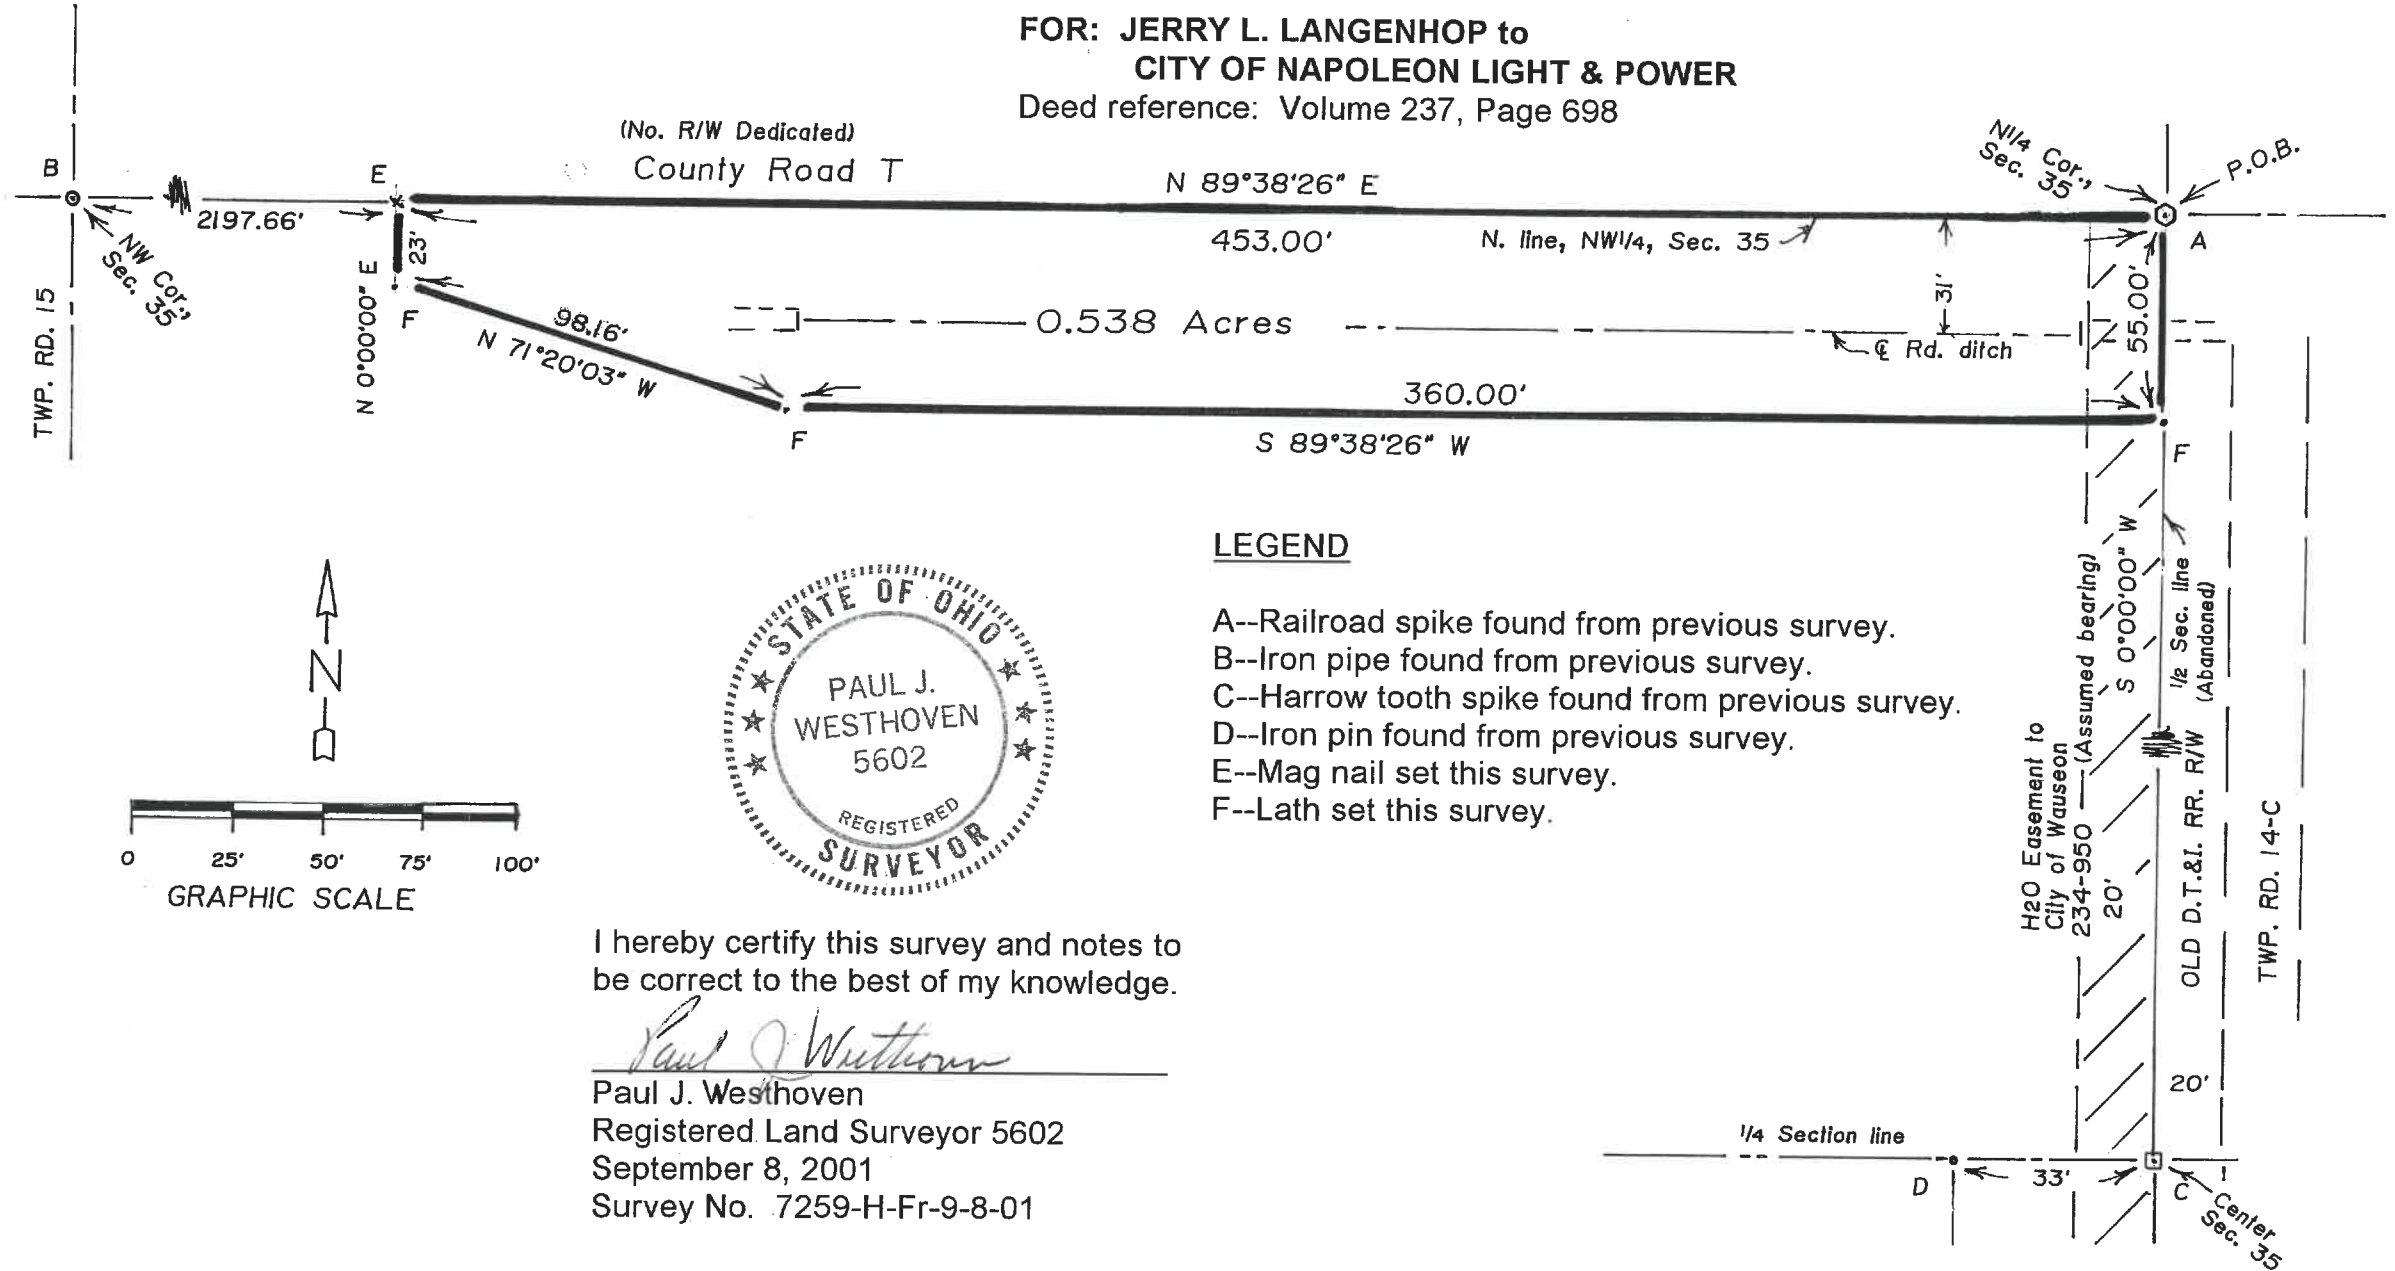 FOR: JERRY L. LANGENHOP to
CITY OF NAPOLEON LIGHT & POWER
Deed reference: Volume 237, Page 698
(No. R/W Dedicated)
County Road T
B
E
2197.66'
N 89°38'26" E
453.00'
N. line, NW1/4, Sec. 35
N1/4 Cor.,
Sec. 35
P.O.B.
A
NW Cor.,
Sec. 35
TWP. RD. 15
N 0°00'00" E
23'
F
98.16'
N 71°20'03" W
0.538 Acres
31'
55.00'
℄ Rd. ditch
360.00'
F
S 89°38'26" W
F
N
0 25' 50' 75' 100'
GRAPHIC SCALE
STATE OF OHIO
PAUL J.
WESTHOVEN
5602
REGISTERED
SURVEYOR
LEGEND
A--Railroad spike found from previous survey.
B--Iron pipe found from previous survey.
C--Harrow tooth spike found from previous survey.
D--Iron pin found from previous survey.
E--Mag nail set this survey.
F--Lath set this survey.
H2O Easement to
City of Wauseon
234-950
20'
(Assumed bearing)
S 0°00'00" W
1/2 Sec. line
(Abandoned)
OLD D.T.&I. RR. R/W
TWP. RD. 14-C
20'
1/4 Section line
D
33'
C
Center
Sec. 35
I hereby certify this survey and notes to
be correct to the best of my knowledge.
Paul J Westhoven
Paul J. Westhoven
Registered Land Surveyor 5602
September 8, 2001
Survey No. 7259-H-Fr-9-8-01